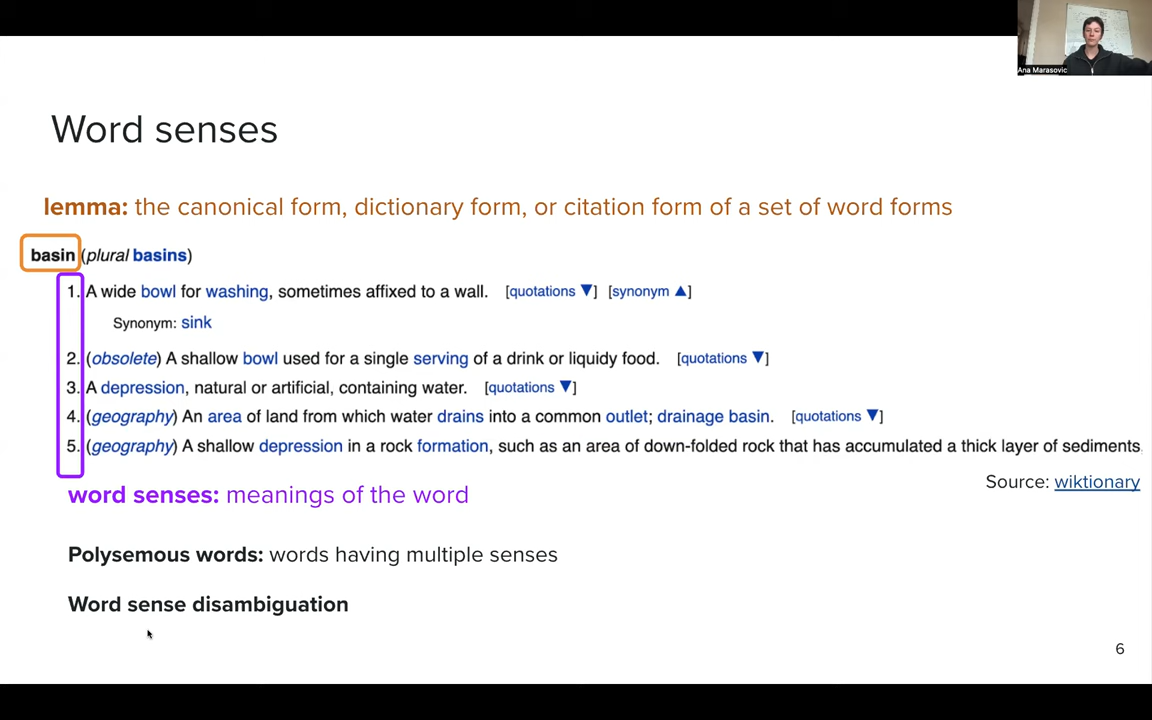 Ana Marasovic
Word senses
lemma: the canonical form, dictionary form, or citation form of a set of word forms
basin (plural basins)
1. A wide bowl for washing, sometimes affixed to a wall. [quotations ▼] [synonym ▲]
Synonym: sink
2. (obsolete) A shallow bowl used for a single serving of a drink or liquidy food. [quotations ▼]
3. A depression, natural or artificial, containing water. [quotations ▼]
4. (geography) An area of land from which water drains into a common outlet; drainage basin. [quotations ▼]
5. (geography) A shallow depression in a rock formation, such as an area of down-folded rock that has accumulated a thick layer of sediments.
Source: wiktionary
word senses: meanings of the word
Polysemous words: words having multiple senses
Word sense disambiguation
6